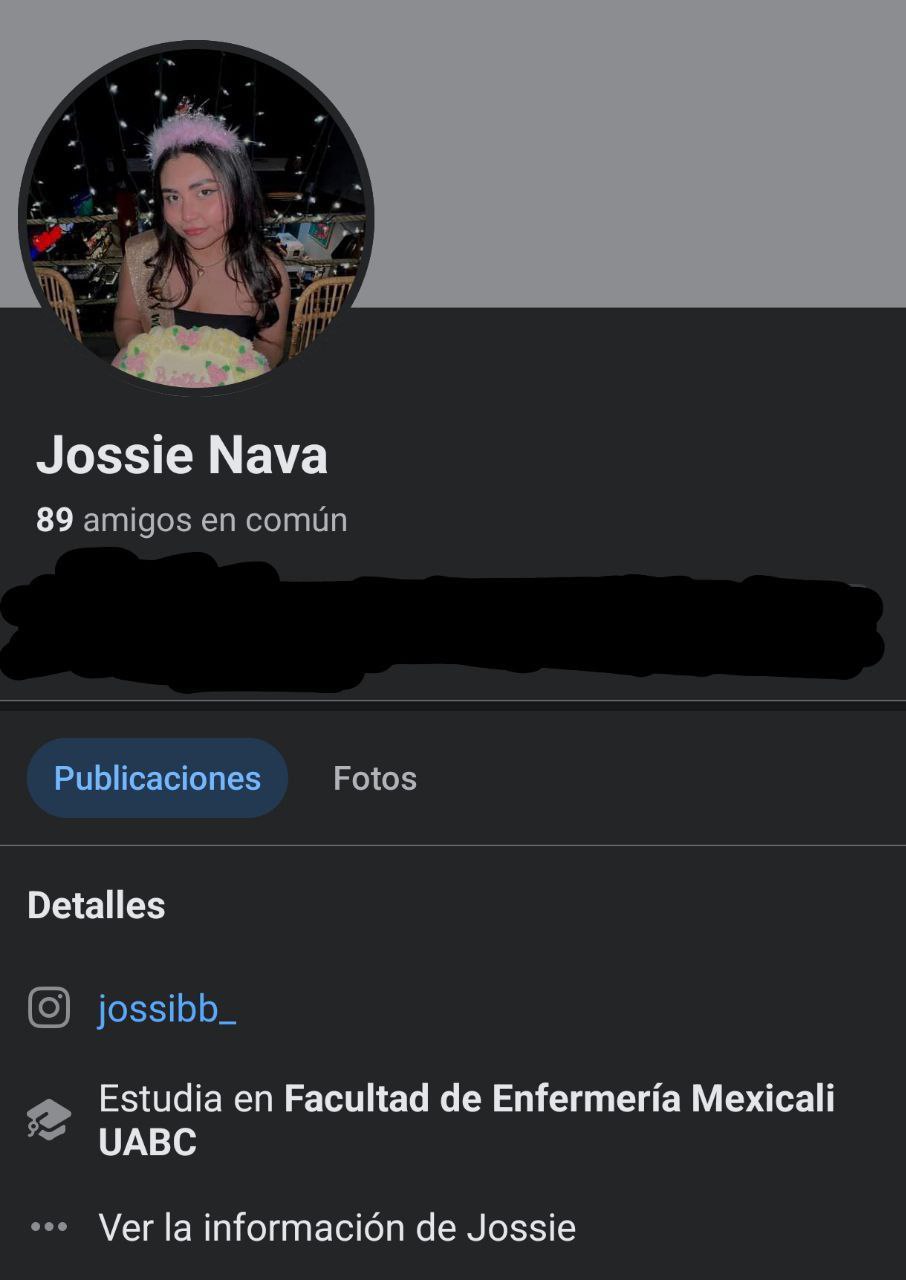 Jossie Nava
89 amigos en común
Publicaciones
Fotos
Detalles
jossibb_
Estudia en Facultad de Enfermería Mexicali
UABC
Ver la información de Jossie